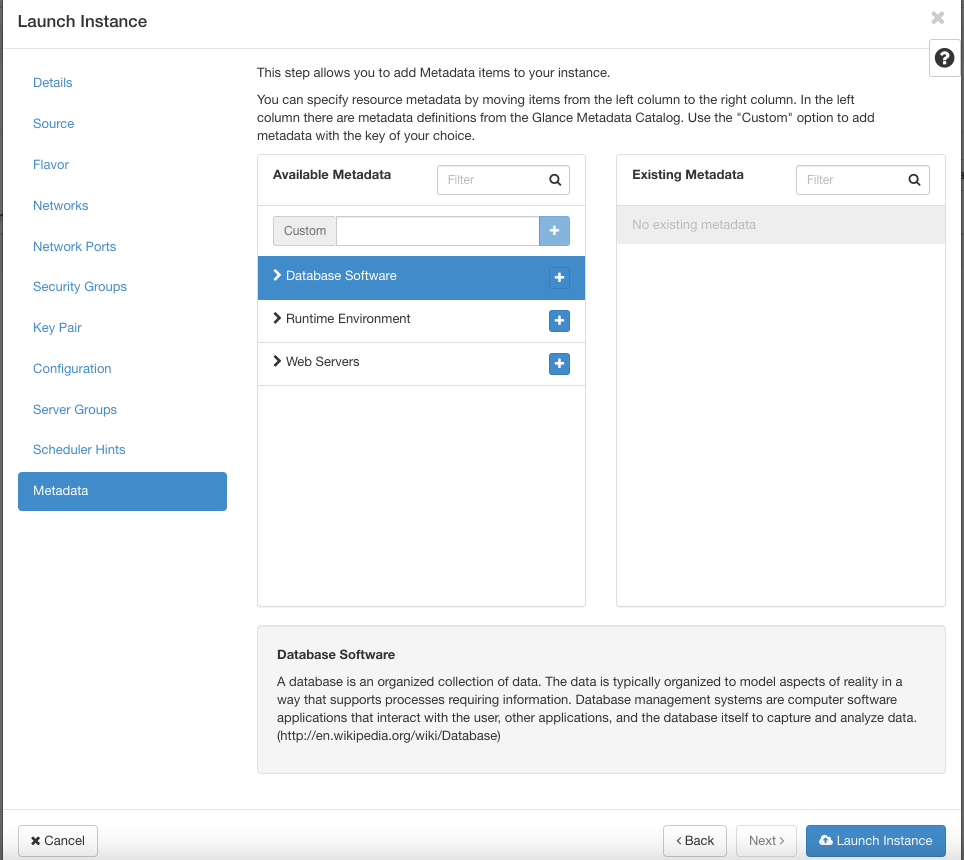 Launch Instance
Details
Source
Flavor
Networks
Network Ports
Security Groups
Key Pair
Configuration
Server Groups
Scheduler Hints
Metadata
This step allows you to add Metadata items to your instance.
You can specify resource metadata by moving items from the left column to the right column. In the left
column there are metadata definitions from the Glance Metadata Catalog. Use the "Custom" option to add
metadata with the key of your choice.
Available Metadata
Filter
Custom
Database Software
Runtime Environment
Web Servers
Existing Metadata
Filter
No existing metadata
Database Software
A database is an organized collection of data. The data is typically organized to model aspects of reality in a
way that supports processes requiring information. Database management systems are computer software
applications that interact with the user, other applications, and the database itself to capture and analyze data.
(http://en.wikipedia.org/wiki/Database)
Cancel
Back
Next
Launch Instance